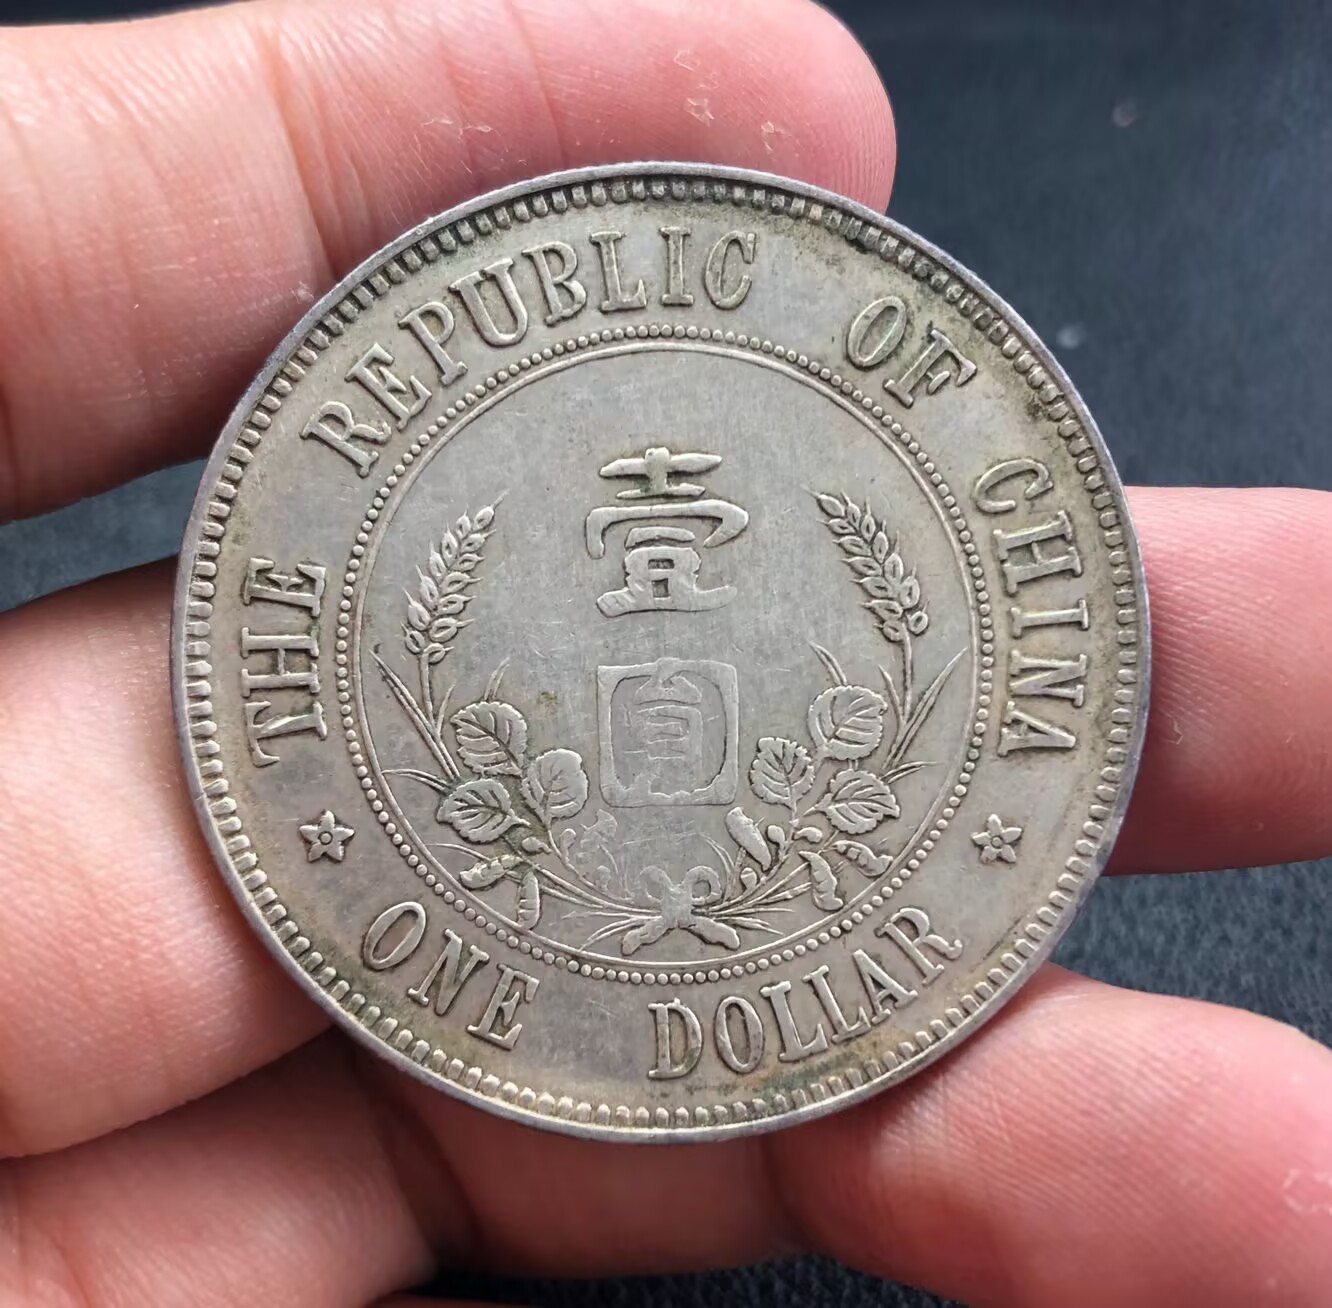 THE REPUBLIC OF CHINA
壹
圓
ONE DOLLAR